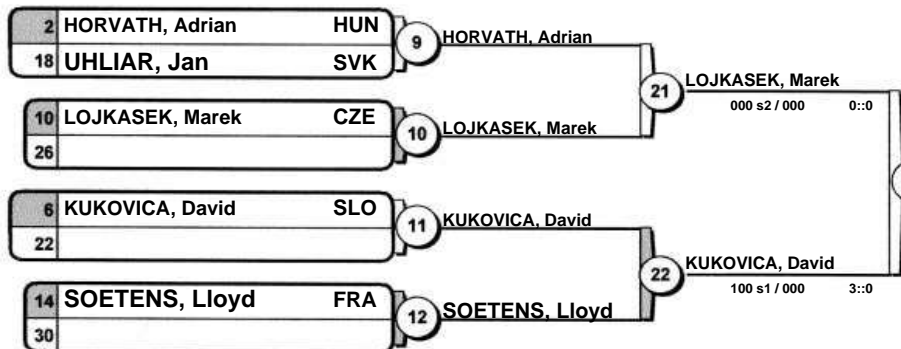 2 HORVATH, Adrian HUN
18 UHLIAR, Jan SVK
9
HORVATH, Adrian
10 LOJKASEK, Marek CZE
26
10
LOJKASEK, Marek
21
LOJKASEK, Marek
000 s2 / 000 0::0
6 KUKOVICA, David SLO
22
11
KUKOVICA, David
14 SOETENS, Lloyd FRA
30
12
SOETENS, Lloyd
22
KUKOVICA, David
100 s1 / 000 3::0